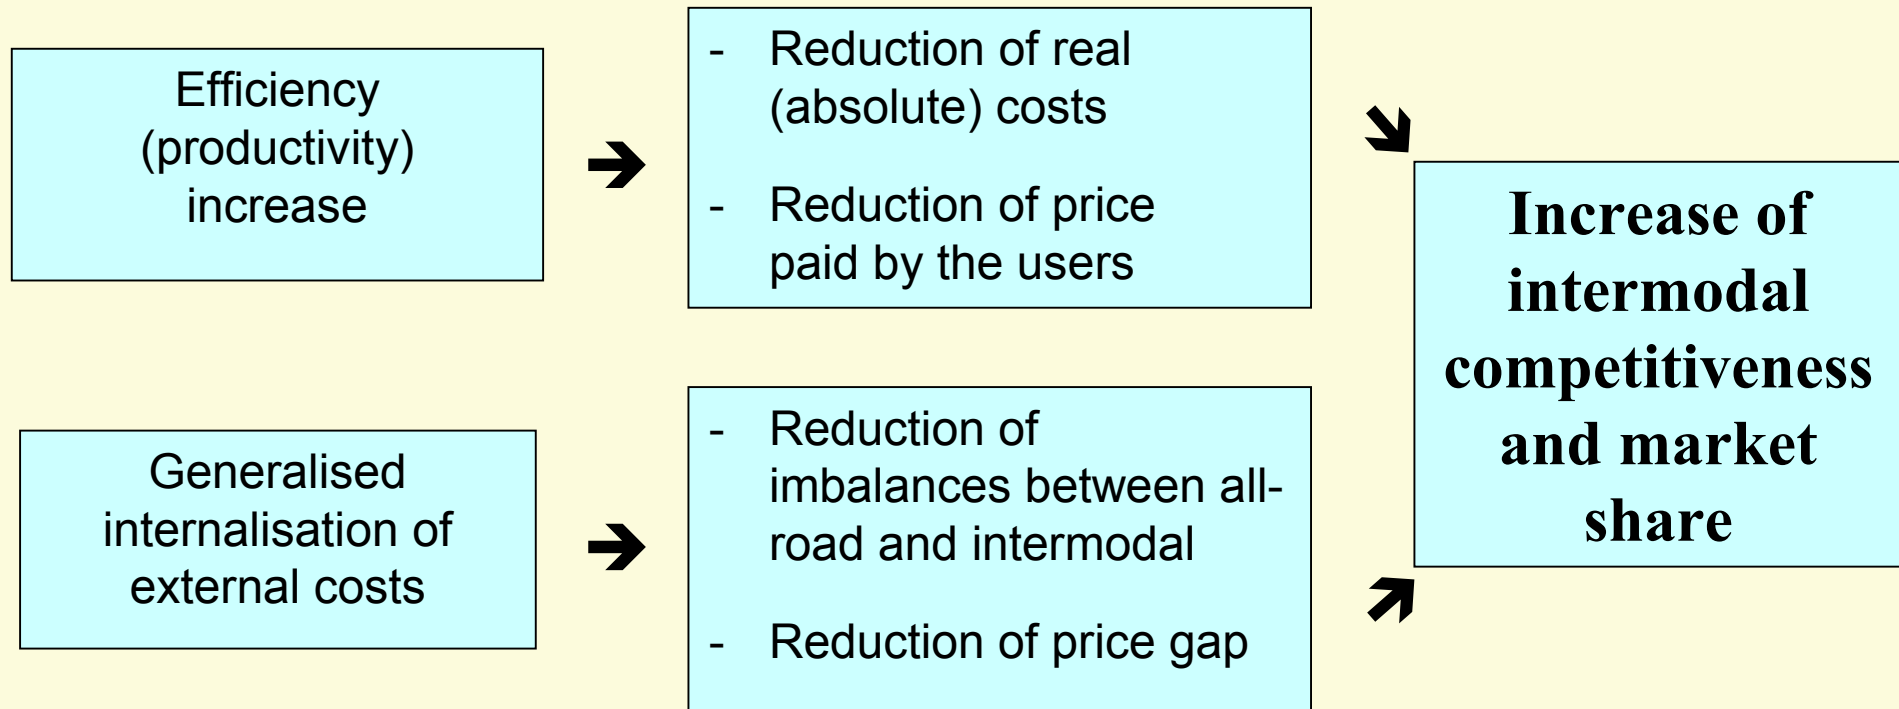 Efficiency
(productivity)
increase
- Reduction of real
(absolute) costs
- Reduction of price
paid by the users
Generalised
internalisation of
external costs
- Reduction of
imbalances between all-
road and intermodal
- Reduction of price gap
Increase of
intermodal
competitiveness
and market
share